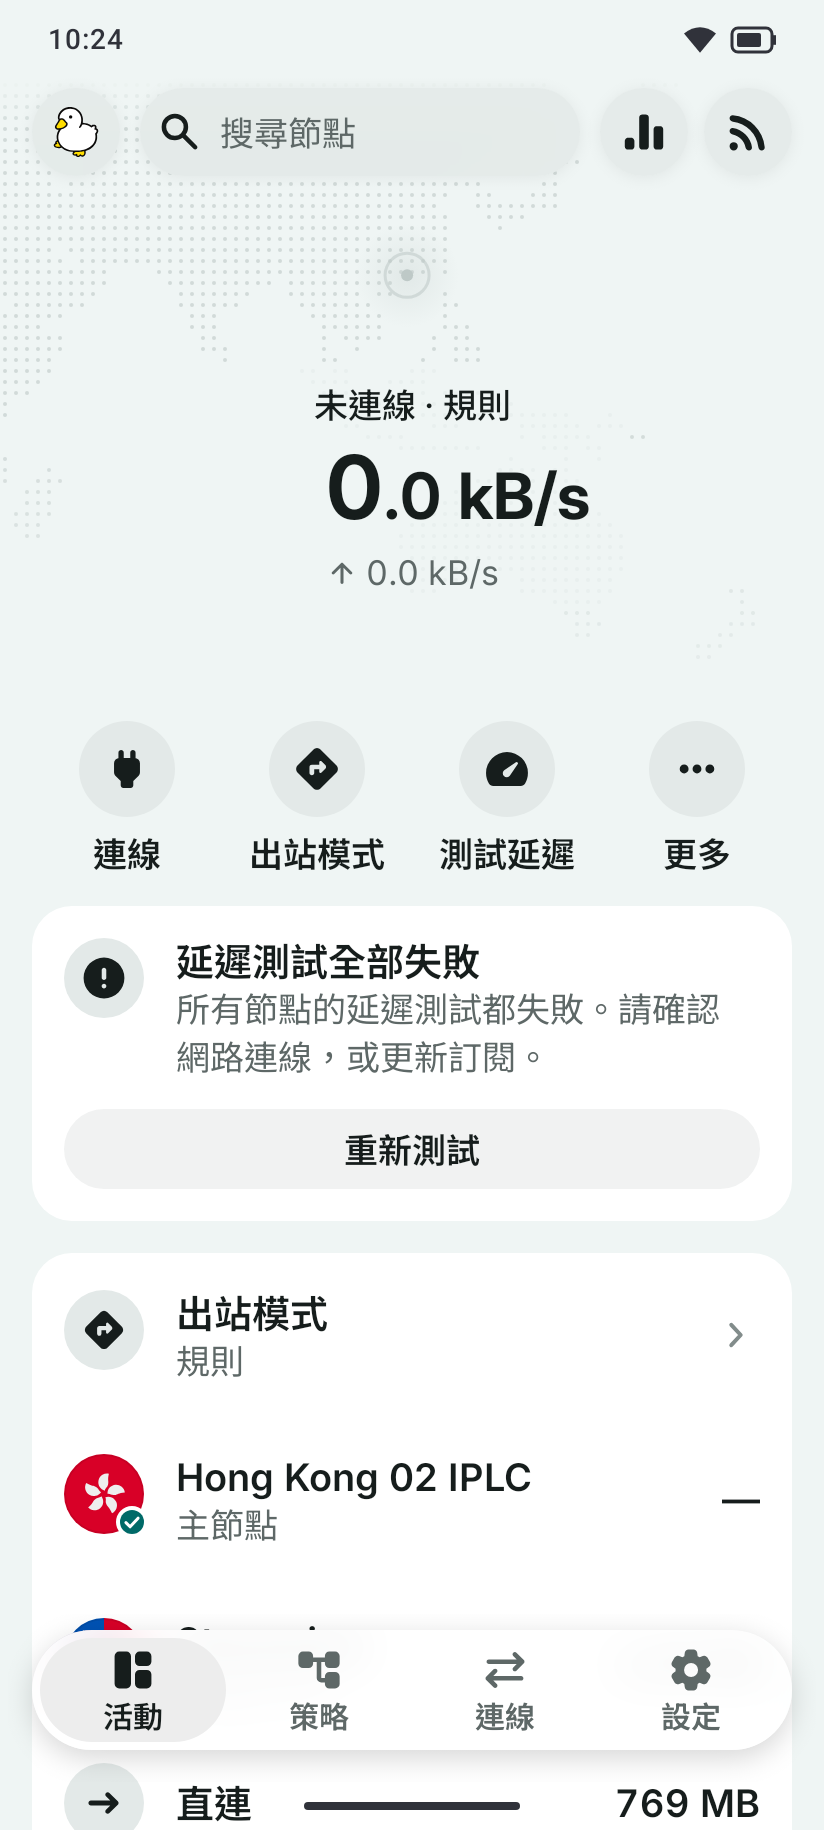 10:24
搜尋節點
未連線 · 規則
0.0 kB/s
↑ 0.0 kB/s
連線
出站模式
測試延遲
更多
延遲測試全部失敗
所有節點的延遲測試都失敗。請確認
網路連線，或更新訂閱。
重新測試
出站模式
規則
Hong Kong 02 IPLC
—
主節點
活動
策略
連線
設定
直連
769 MB